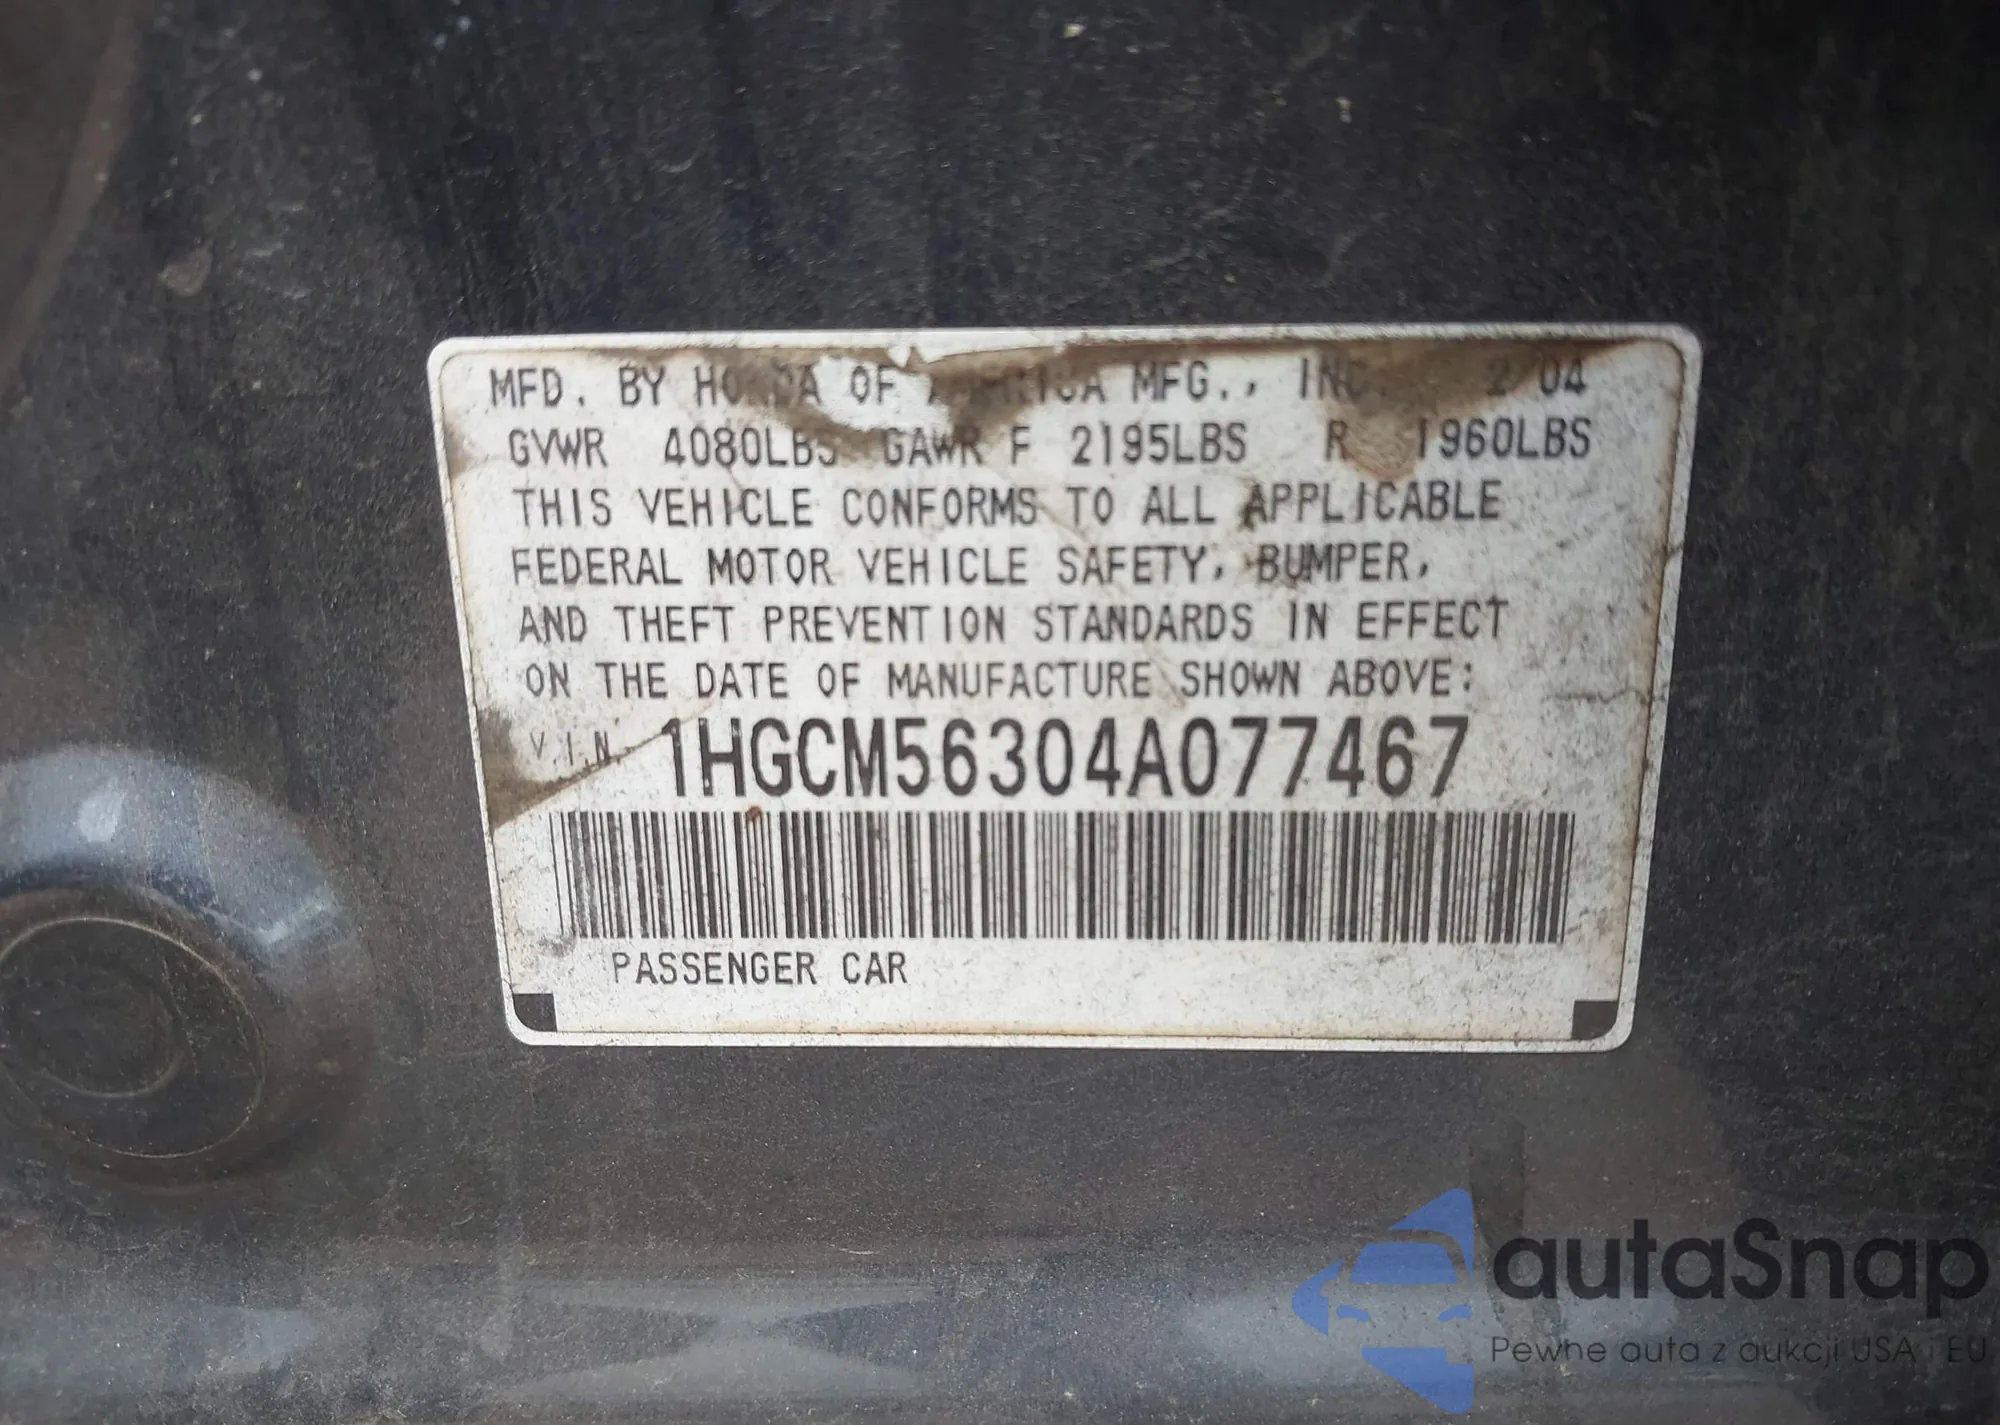 MFD. BY HONDA OF AMERICA MFG., INC. 2/04
GVWR 4080LBS GAWR F 2195LBS R 1960LBS
THIS VEHICLE CONFORMS TO ALL APPLICABLE
FEDERAL MOTOR VEHICLE SAFETY, BUMPER,
AND THEFT PREVENTION STANDARDS IN EFFECT
ON THE DATE OF MANUFACTURE SHOWN ABOVE:
V.I.N. 1HGCM56304A077467
PASSENGER CAR
autaSnap
Pewne auta z aukcji USA i EU